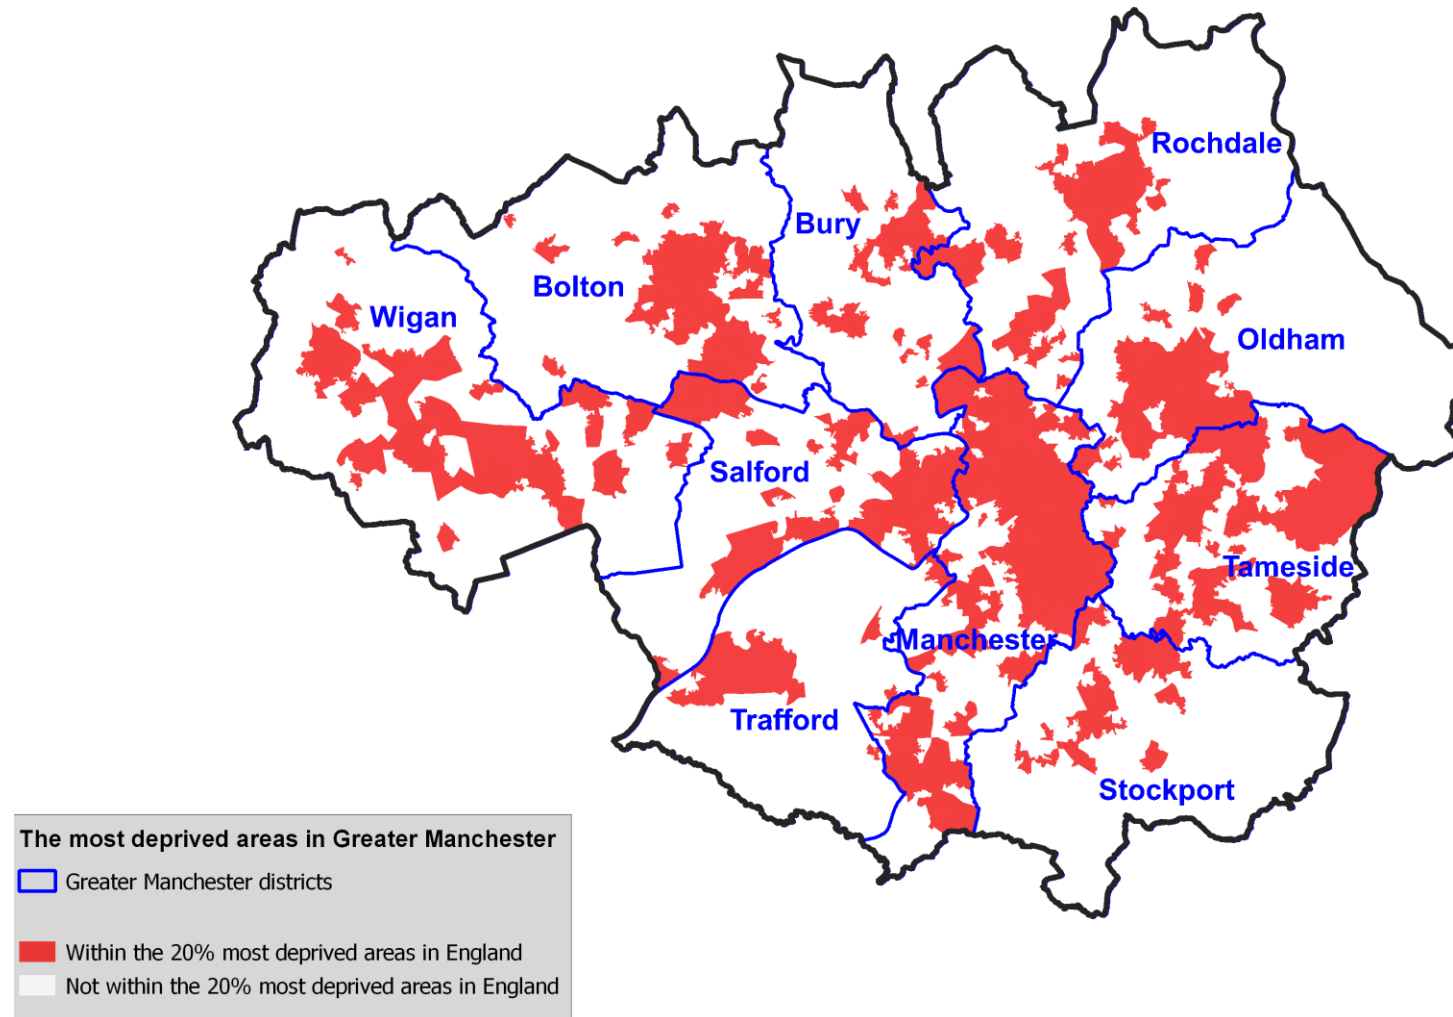 Rochdale
Bury
Bolton
Wigan
Oldham
Salford
Tameside
Manchester
Trafford
Stockport
The most deprived areas in Greater Manchester
Greater Manchester districts
Within the 20% most deprived areas in England
Not within the 20% most deprived areas in England